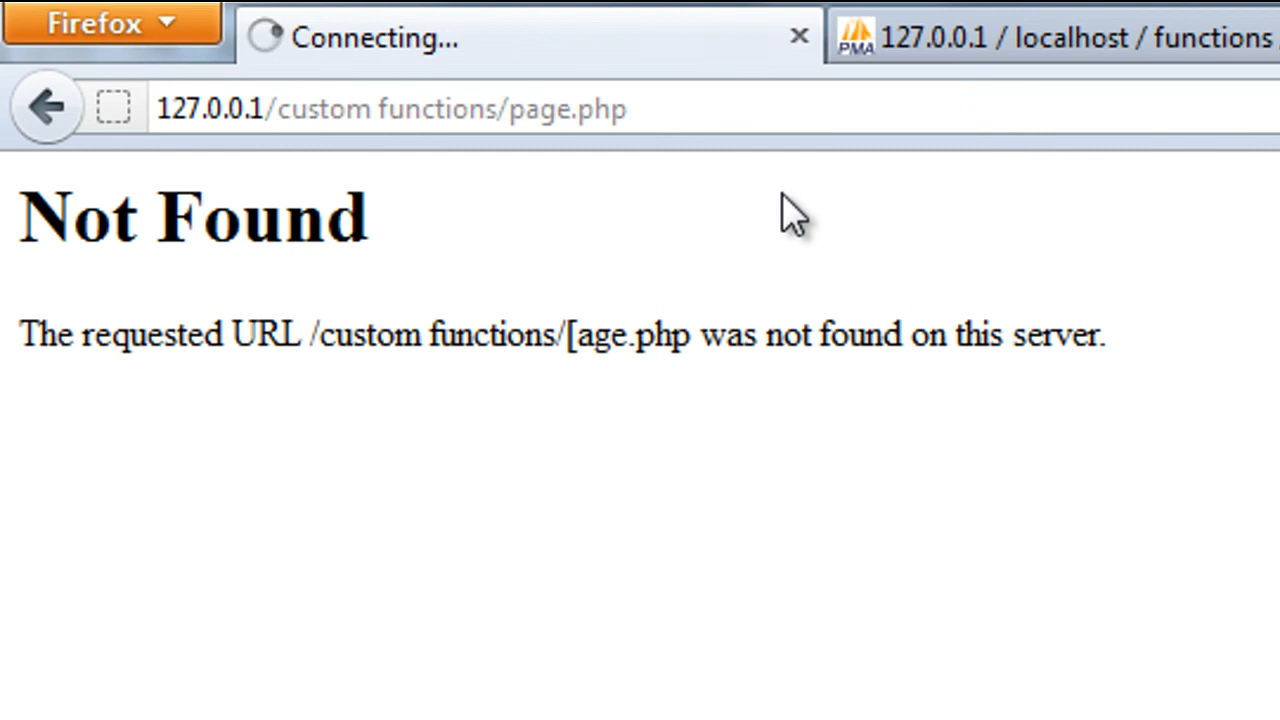 Firefox
Connecting...
PMA 127.0.0.1 / localhost / functions
127.0.0.1/custom functions/page.php
Not Found
The requested URL /custom functions/[age.php was not found on this server.